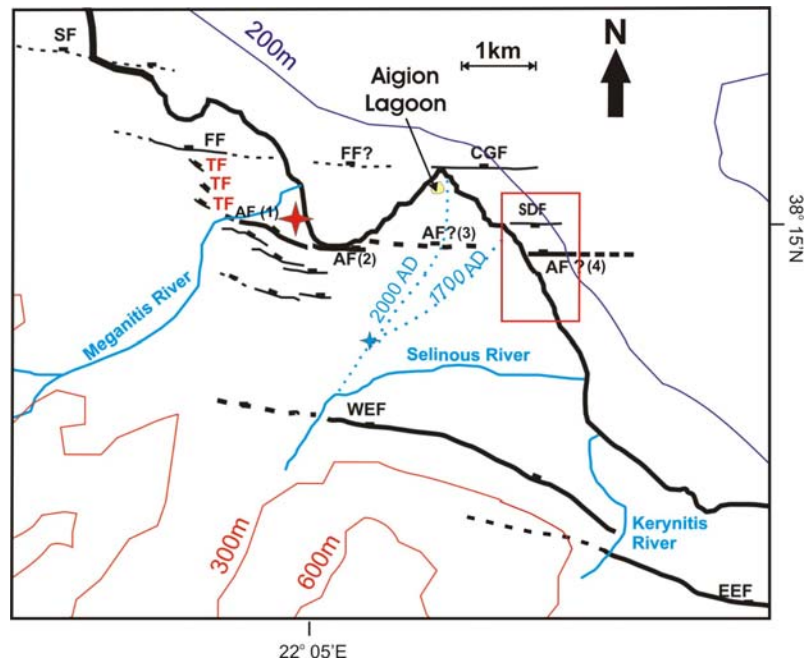 SF
200m
1km
N
Aigion
Lagoon
FF
FF?
CGF
TF
TF
TF
AF(1)
SDF
38° 15'N
AF?(3)
AF(2)
AF?(4)
2000 AD
1700 AD
Meganitis River
Selinous River
WEF
300m
600m
Kerynitis
River
EEF
22° 05'E